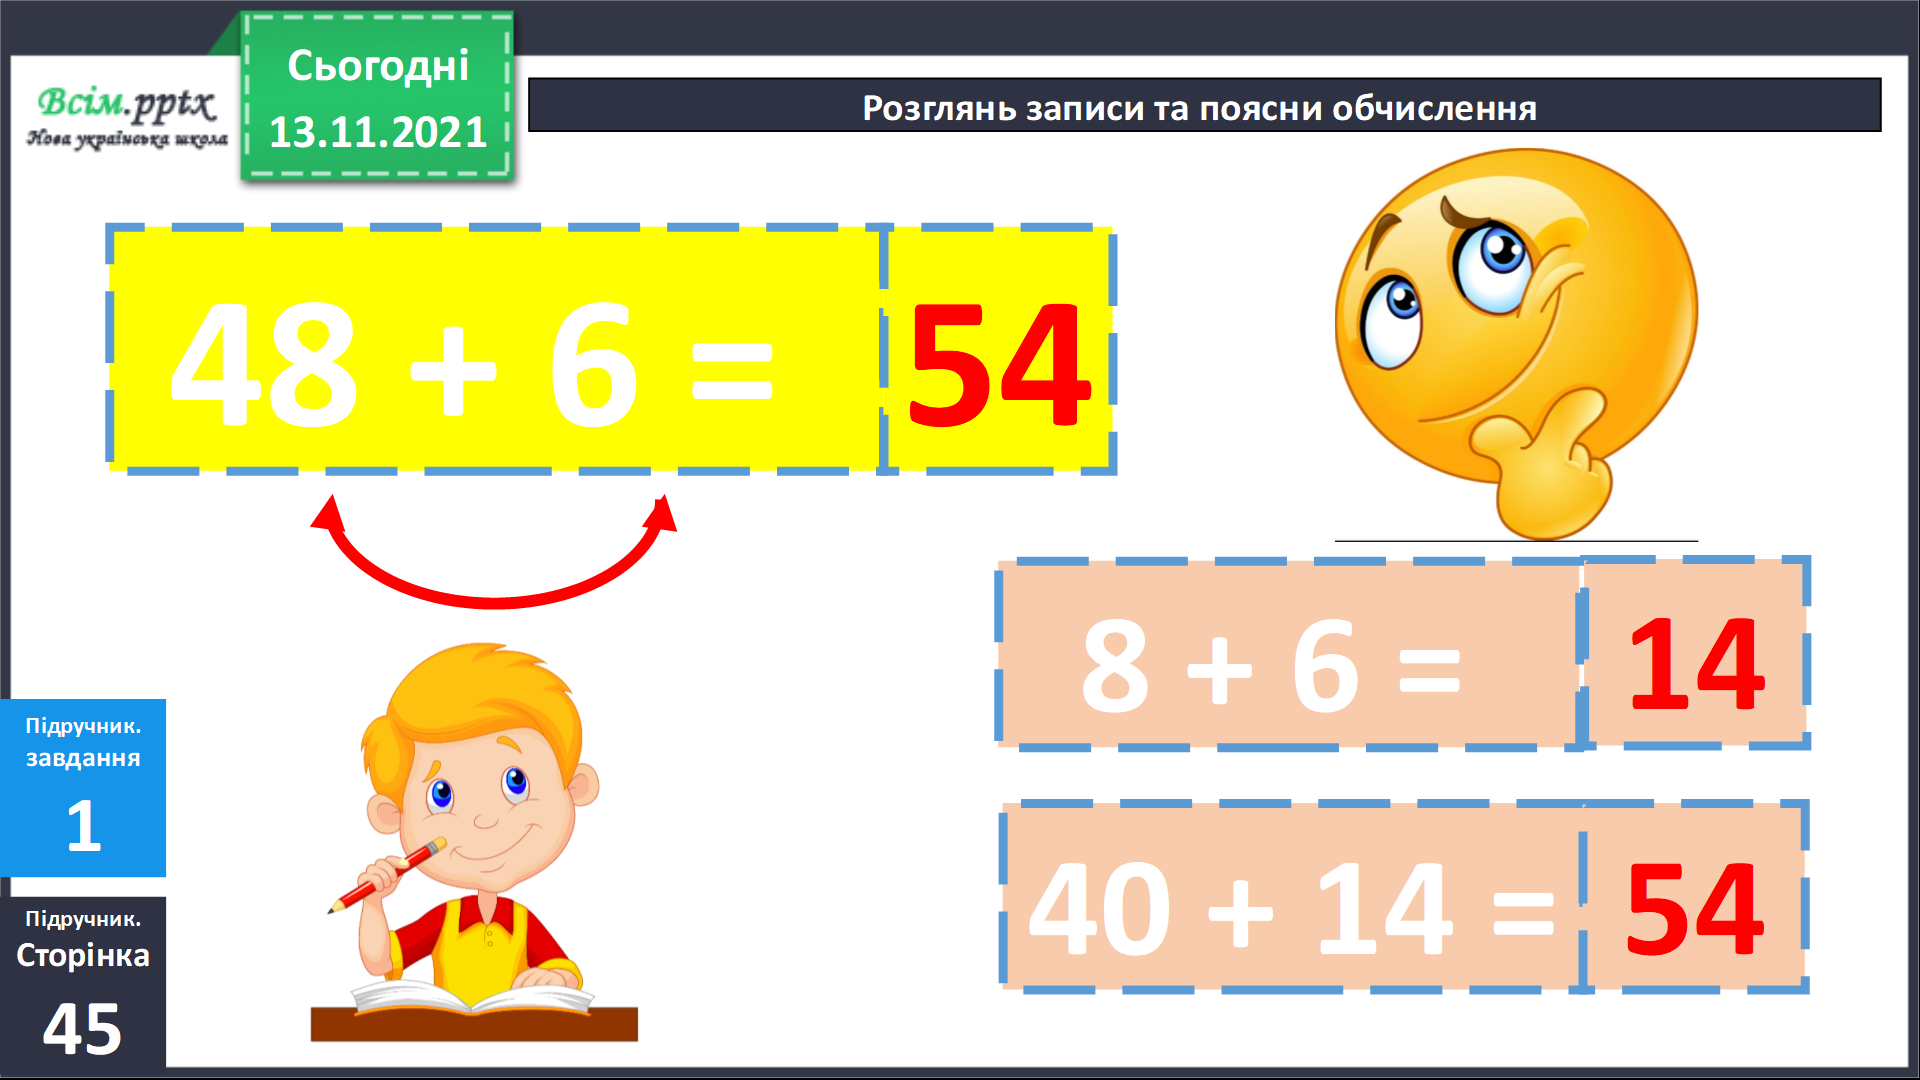 Сьогодні
13.11.2021
Всім.pptx
Нова українська школа
Розглянь записи та поясни обчислення
48 + 6 = 54
8 + 6 = 14
40 + 14 = 54
Підручник.
завдання
1
Підручник.
Сторінка
45